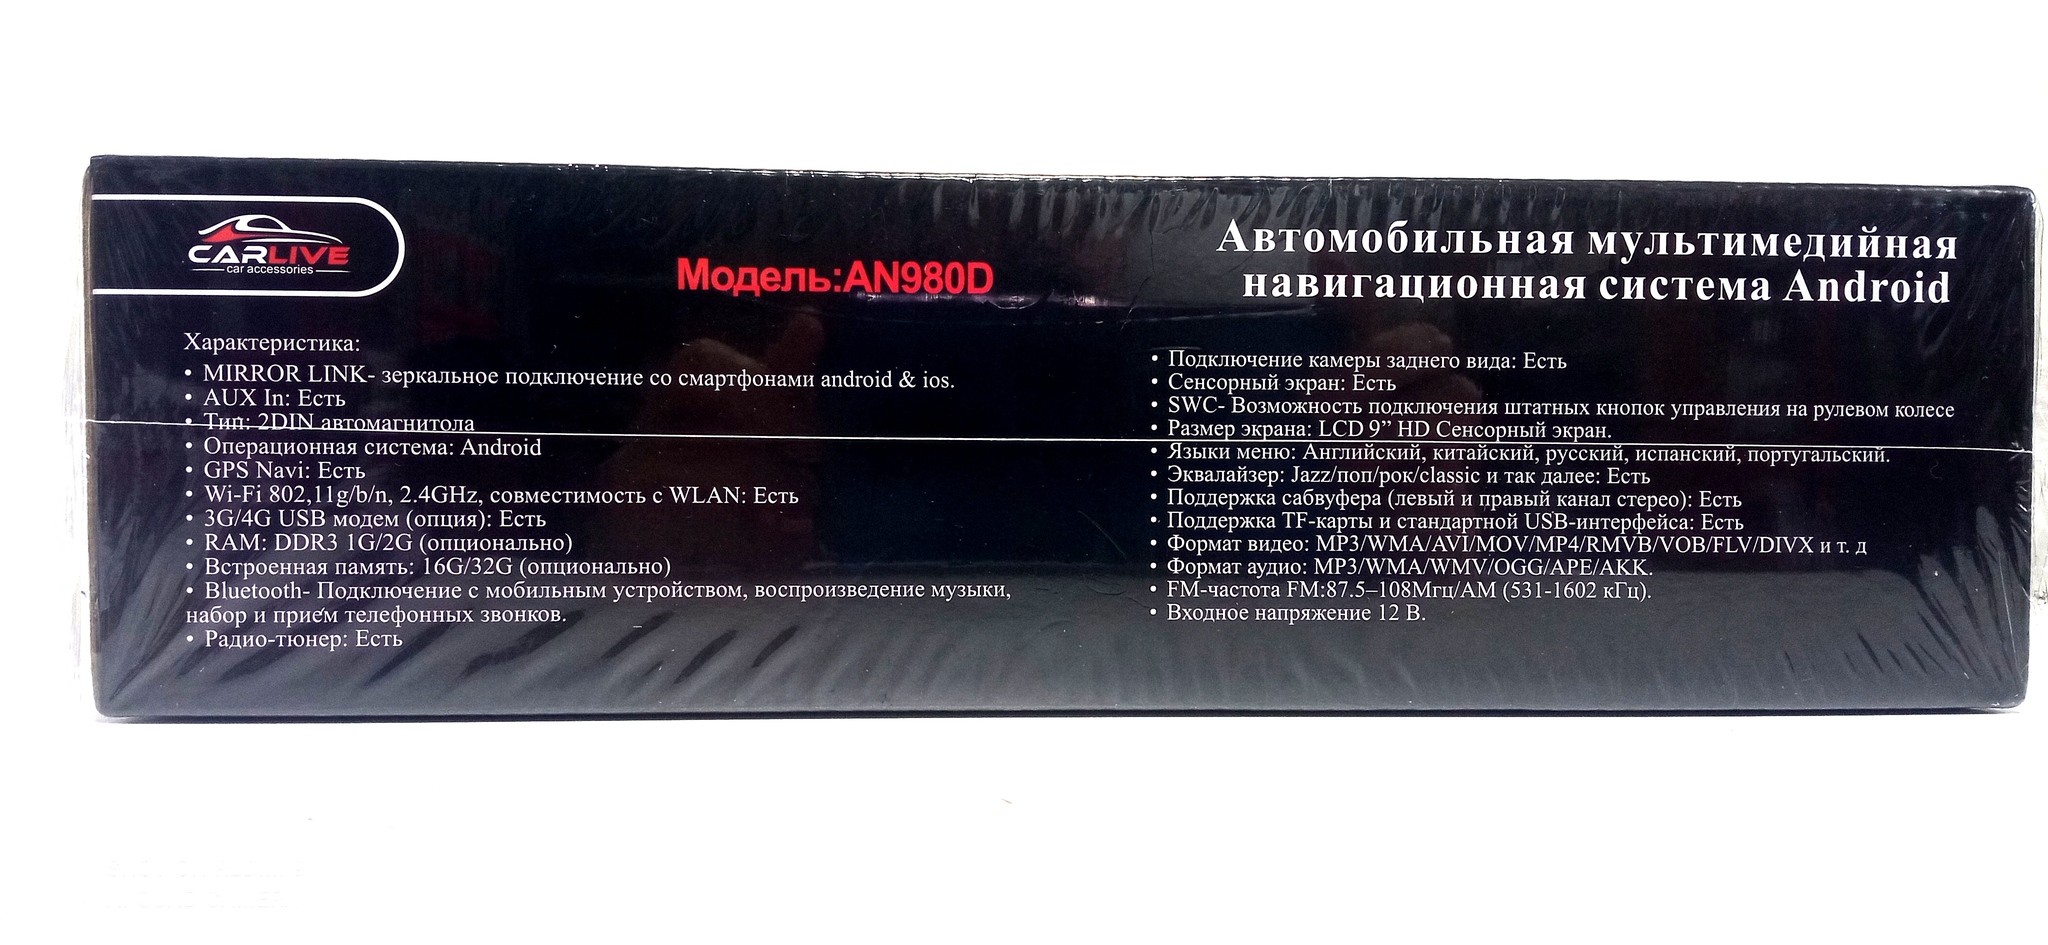 CARLIVE
car accessories
Модель:AN980D
Автомобильная мультимедийная
навигационная система Android
Характеристика:
• MIRROR LINK- зеркальное подключение со смартфонами android & ios.
• AUX In: Есть
• Тип: 2DIN автомагнитола
• Операционная система: Android
• GPS Navi: Есть
• Wi-Fi 802,11g/b/n, 2.4GHz, совместимость с WLAN: Есть
• 3G/4G USB модем (опция): Есть
• RAM: DDR3 1G/2G (опционально)
• Встроенная память: 16G/32G (опционально)
• Bluetooth- Подключение с мобильным устройством, воспроизведение музыки,
набор и прием телефонных звонков.
• Радио-тюнер: Есть
• Подключение камеры заднего вида: Есть
• Сенсорный экран: Есть
• SWC- Возможность подключения штатных кнопок управления на рулевом колесе
• Размер экрана: LCD 9” HD Сенсорный экран.
• Языки меню: Английский, китайский, русский, испанский, португальский.
• Эквалайзер: Jazz/поп/рок/classic и так далее: Есть
• Поддержка сабвуфера (левый и правый канал стерео): Есть
• Поддержка TF-карты и стандартной USB-интерфейса: Есть
• Формат видео: MP3/WMA/AVI/MOV/MP4/RMVB/VOB/FLV/DIVX и т. д
• Формат аудио: MP3/WMA/WMV/OGG/APE/AKK.
• FM-частота FM:87.5–108Мгц/AM (531-1602 кГц).
• Входное напряжение 12 В.